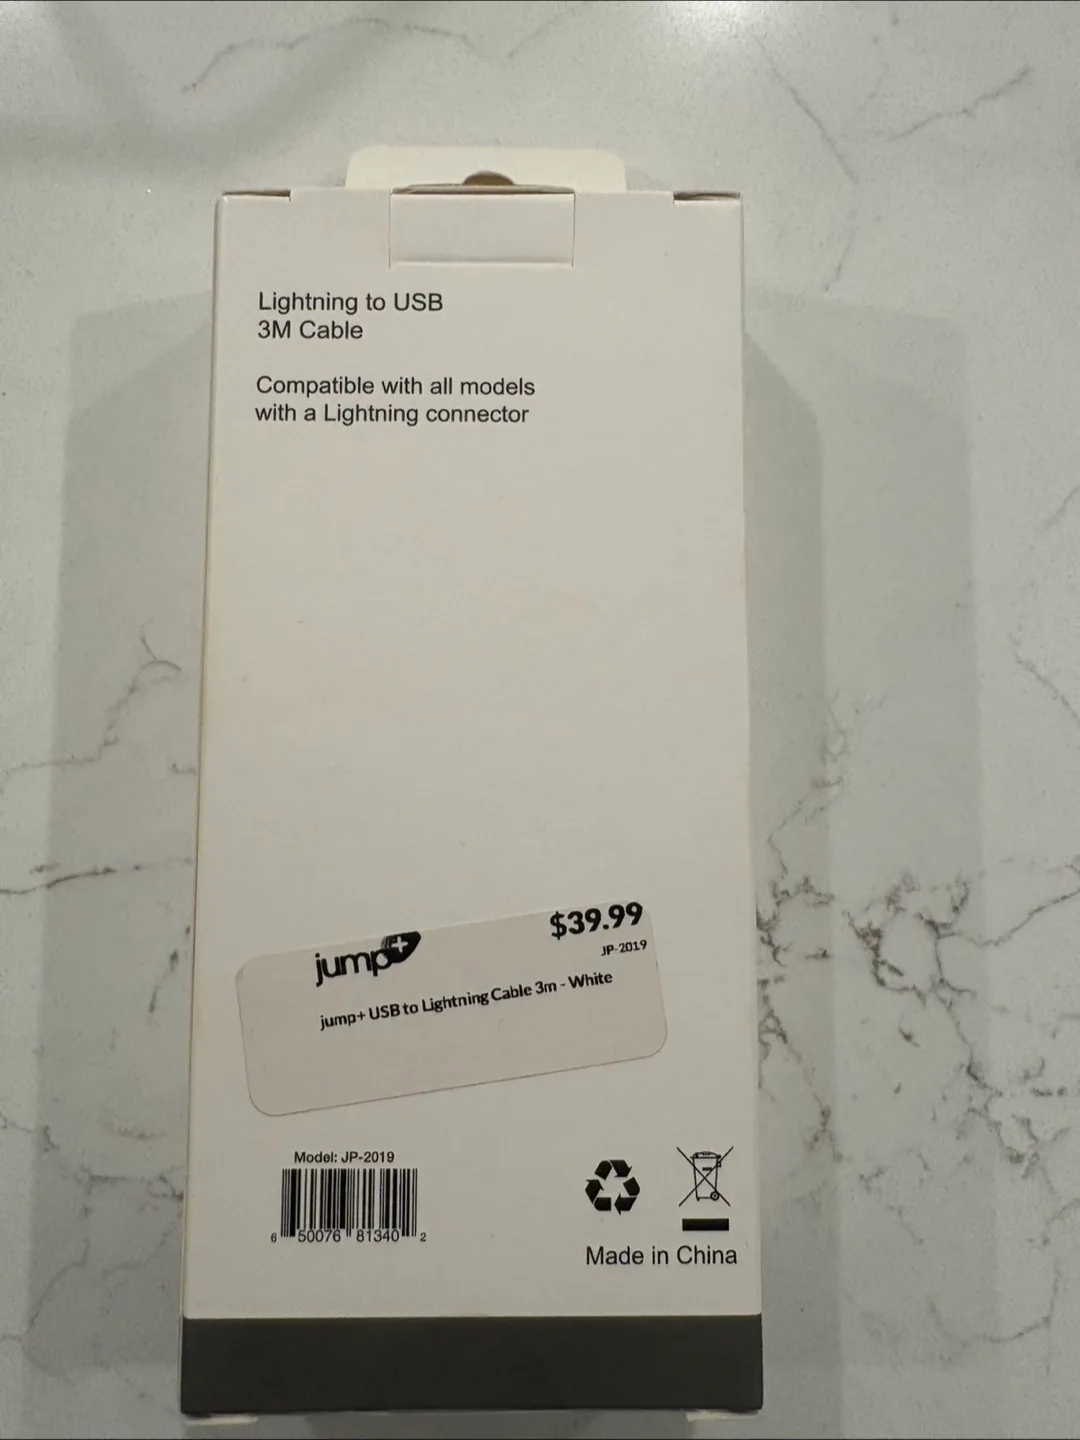 Lightning to USB
3M Cable
Compatible with all models
with a Lightning connector
jump+
$39.99
JP-2019
jump+ USB to Lightning Cable 3m - White
Model: JP-2019
6 50076 81340 2
Made in China